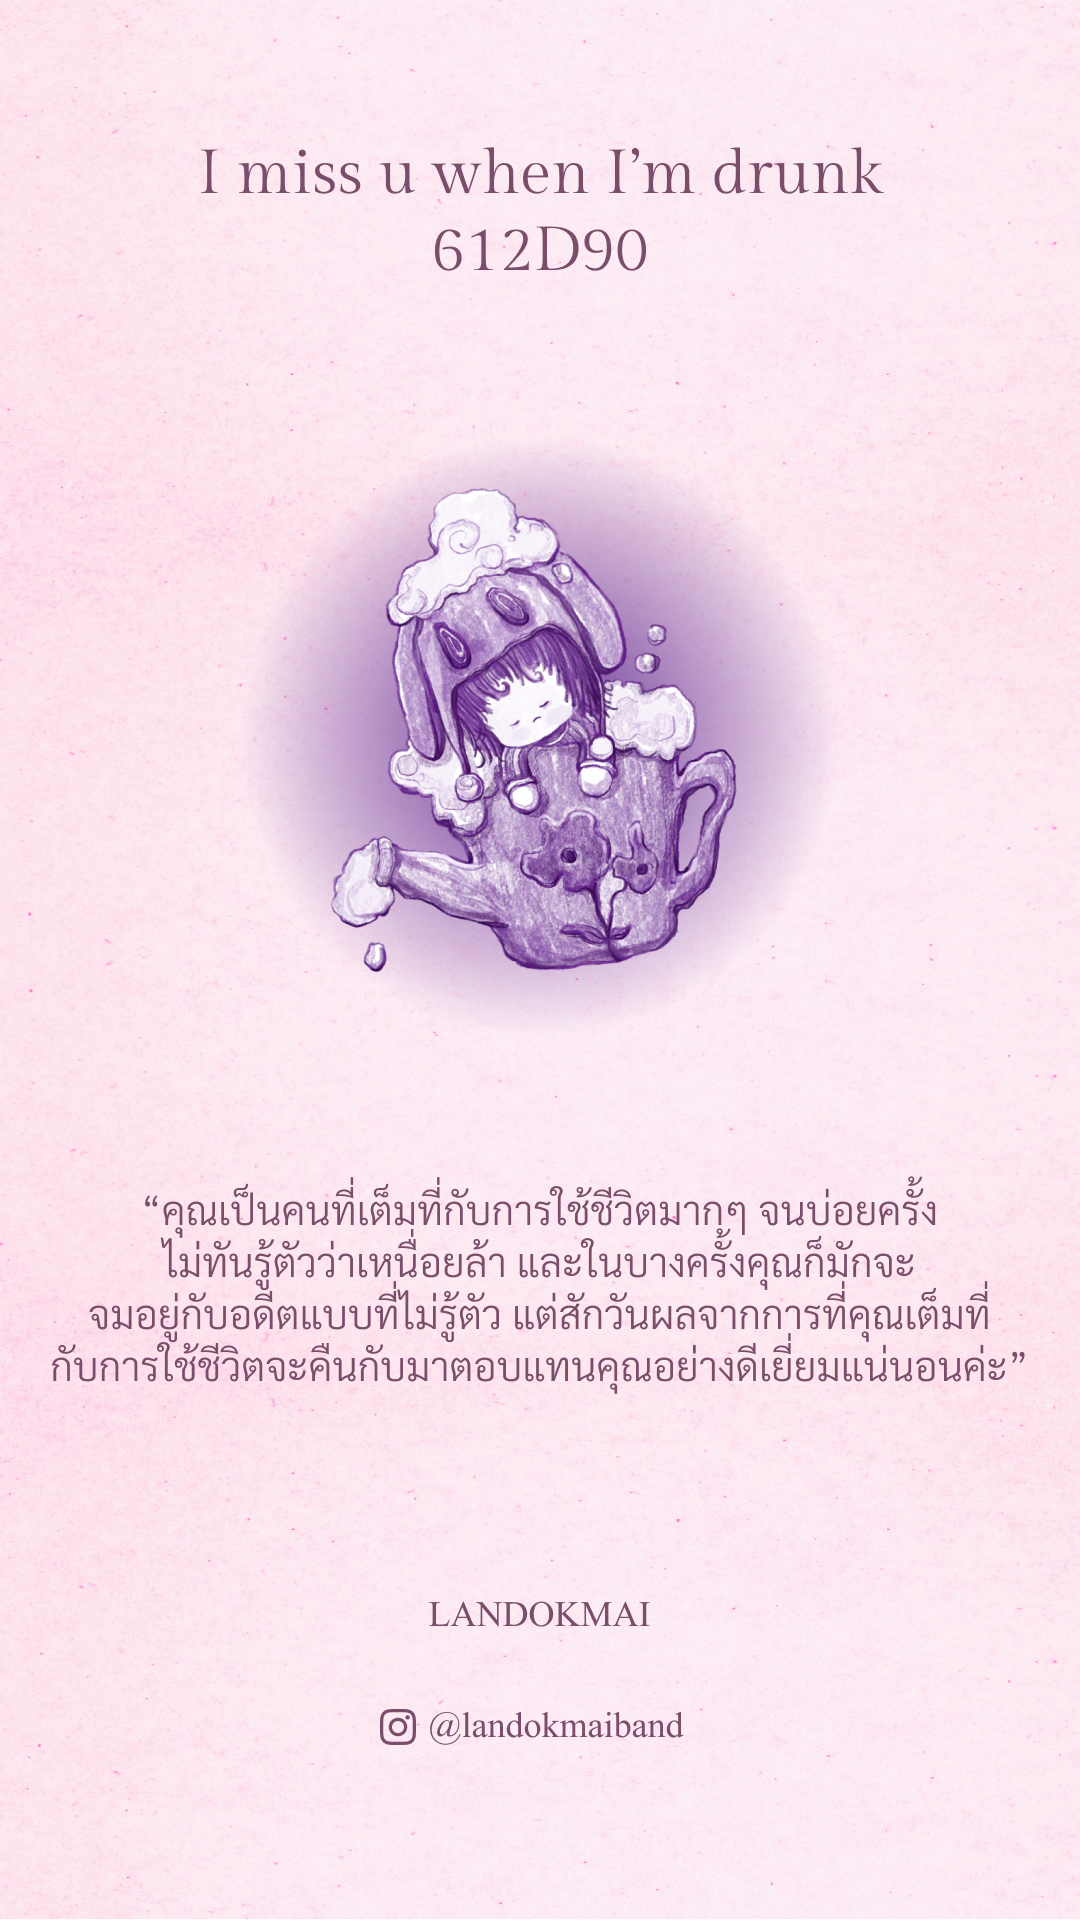 I miss u when I’m drunk
612D90
“คุณเป็นคนที่เต็มที่กับการใช้ชีวิตมากๆ จนบ่อยครั้ง
ไม่ทันรู้ตัวว่าเหนื่อยล้า และในบางครั้งคุณก็มักจะ
จมอยู่กับอดีตแบบที่ไม่รู้ตัว แต่สักวันผลจากการที่คุณเต็มที่
กับการใช้ชีวิตจะคืนกับมาตอบแทนคุณอย่างดีเยี่ยมแน่นอนค่ะ”
LANDOKMAI
@landokmaiband